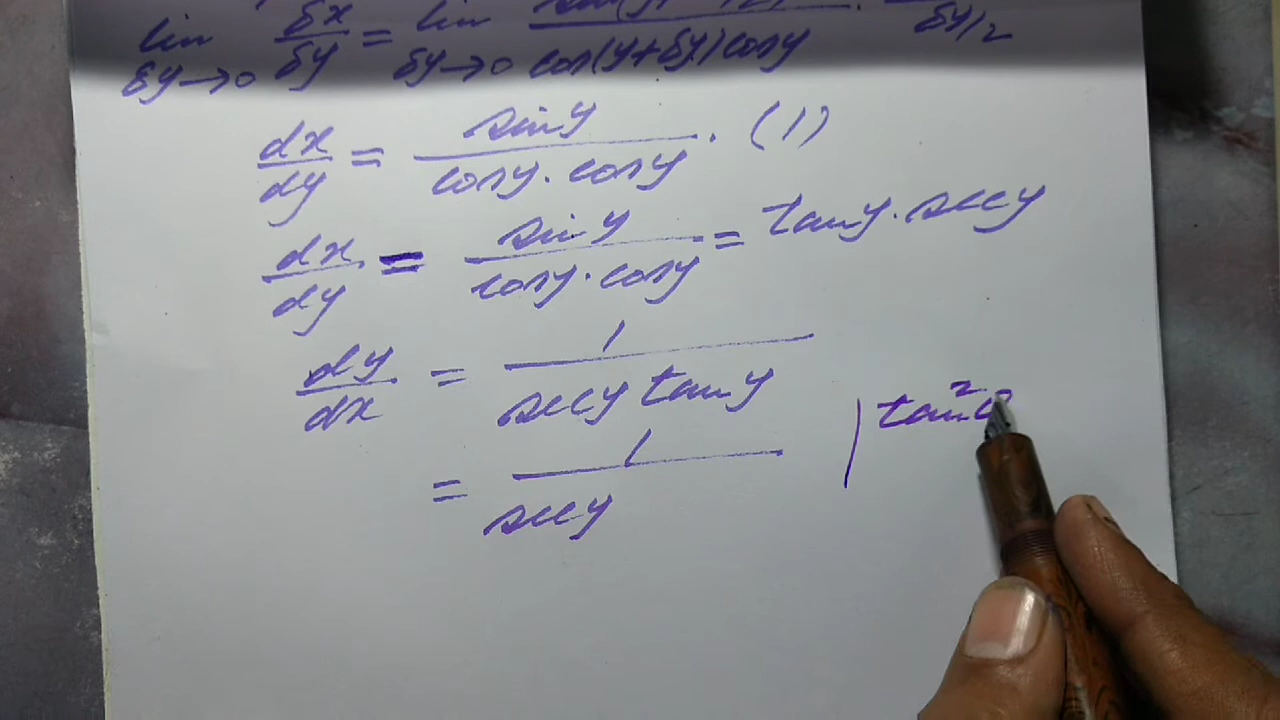 lim δy→0 δx/δy = lim δy→0 / cos(y+δy) cosy . / δy/2
dx/dy = siny / cosy . cosy . (1)
dx/dy = siny / cosy . cosy = tany . secy
dy/dx = 1 / secy tany
= 1 / secy | tan²